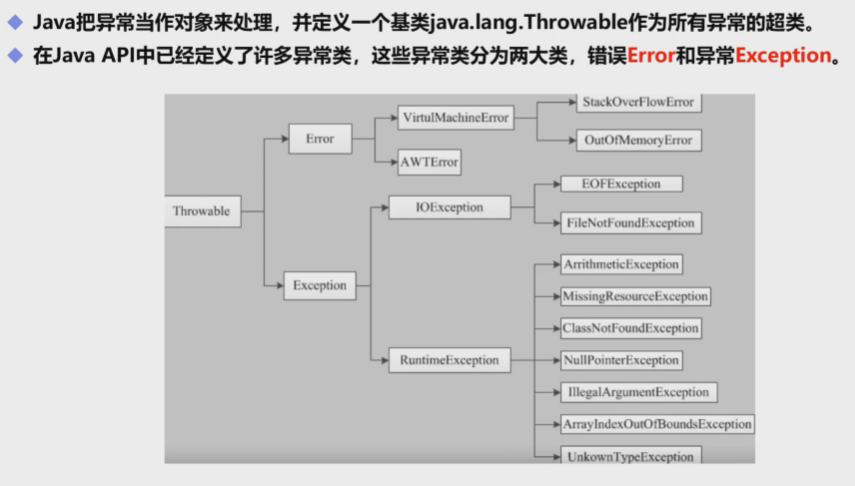 Java把异常当作对象来处理，并定义一个基类java.lang.Throwable作为所有异常的超类。
在Java API中已经定义了许多异常类，这些异常类分为两大类，错误Error和异常Exception。
StackOverFlowError
VirtulMachineError
Error
OutOfMemoryError
AWTError
EOFException
IOException
Throwable
FileNotFoundException
ArrithmeticException
Exception
MissingResourceException
ClassNotFoundException
RuntimeException
NullPointerException
IllegalArgumentException
ArrayIndexOutOfBoundsException
UnkownTypeException